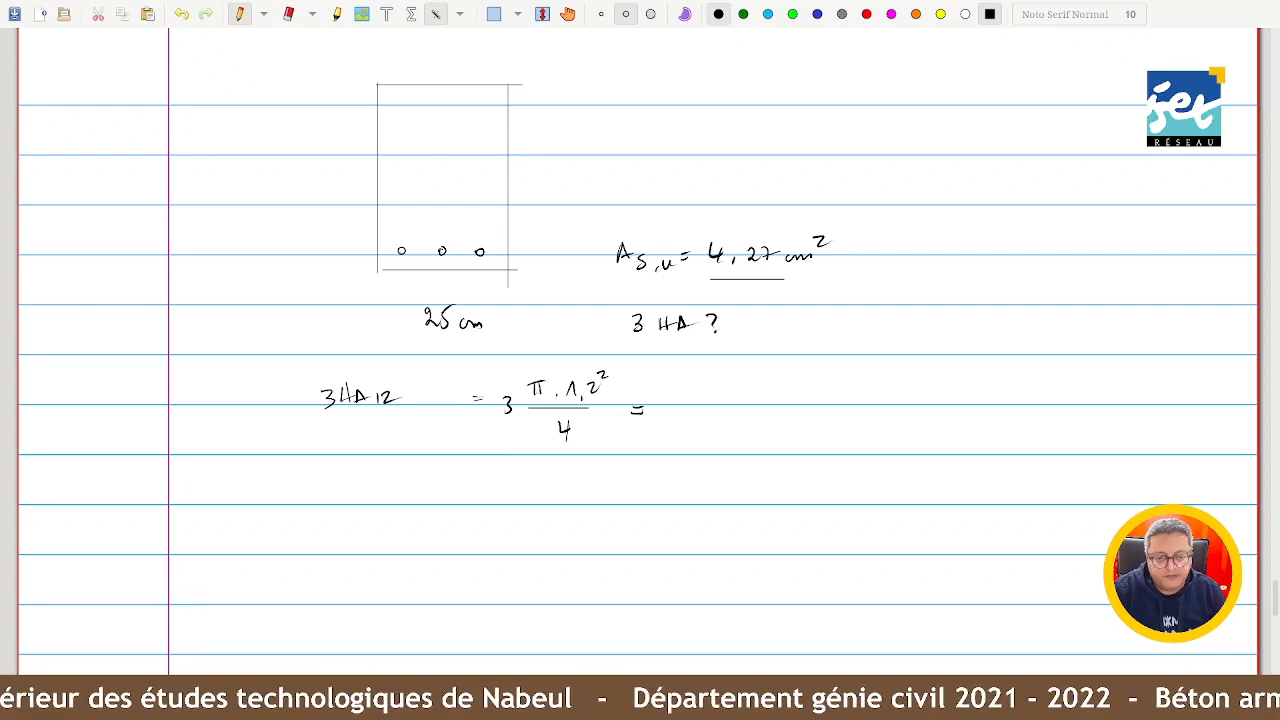 Noto Serif Normal 10
iset
RÉSEAU
A s,u = 4,27 cm²
25 cm
3 HA ?
3HA12 = 3 π . 1,2² / 4 =
érieur des études technologiques de Nabeul - Département génie civil 2021 - 2022 - Béton arm